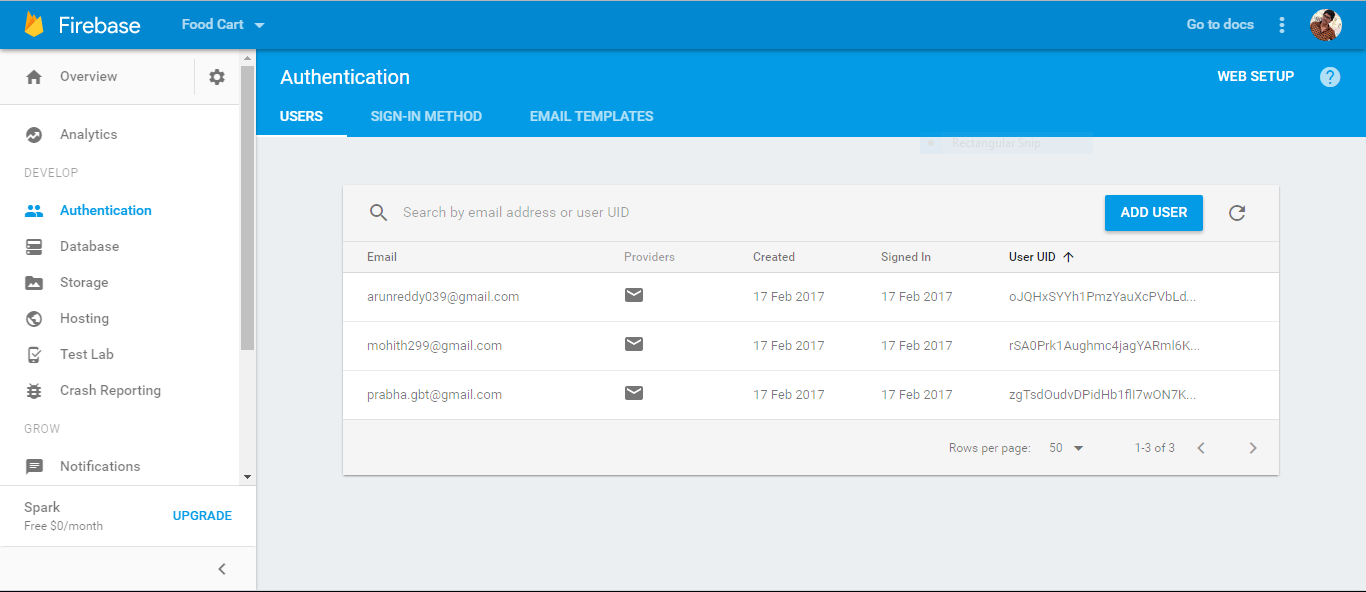 Firebase
Food Cart
Go to docs
Overview
Analytics
DEVELOP
Authentication
Database
Storage
Hosting
Test Lab
Crash Reporting
GROW
Notifications
Spark
Free $0/month
UPGRADE
Authentication
WEB SETUP
?
USERS SIGN-IN METHOD EMAIL TEMPLATES
Rectangular Snip
Search by email address or user UID
ADD USER
Email Providers Created Signed In User UID
arunreddy039@gmail.com 17 Feb 2017 17 Feb 2017 oJQHxSYYh1PmzYauXcPVbLd...
mohith299@gmail.com 17 Feb 2017 17 Feb 2017 rSA0Prk1Aughmc4jagYARml6K...
prabha.gbt@gmail.com 17 Feb 2017 17 Feb 2017 zgTsdOudvDPidHb1flI7wON7K...
Rows per page: 50 1-3 of 3